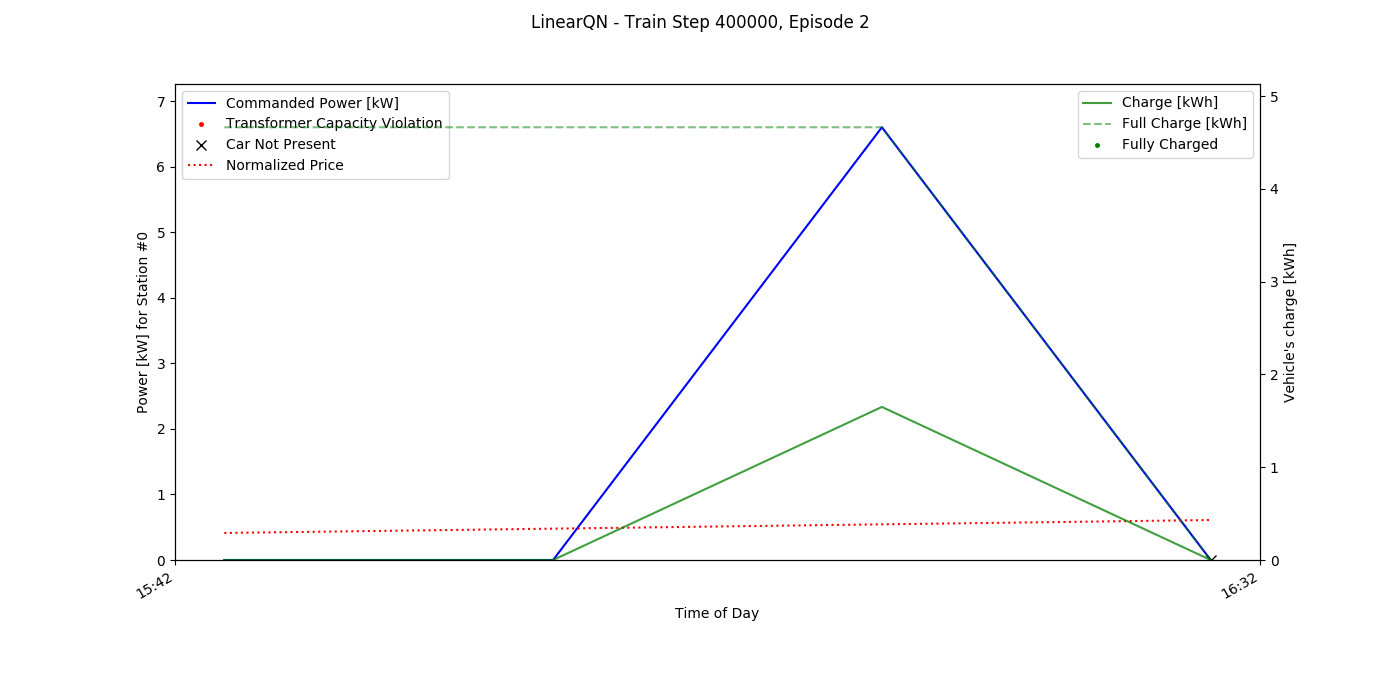 LinearQN - Train Step 400000, Episode 2
Commanded Power [kW]
Transformer Capacity Violation
Car Not Present
Normalized Price
Charge [kWh]
Full Charge [kWh]
Fully Charged
Power [kW] for Station #0
7
6
5
4
3
2
1
0
5
4
3
2
1
0
Vehicle's charge [kWh]
15:42
16:32
Time of Day